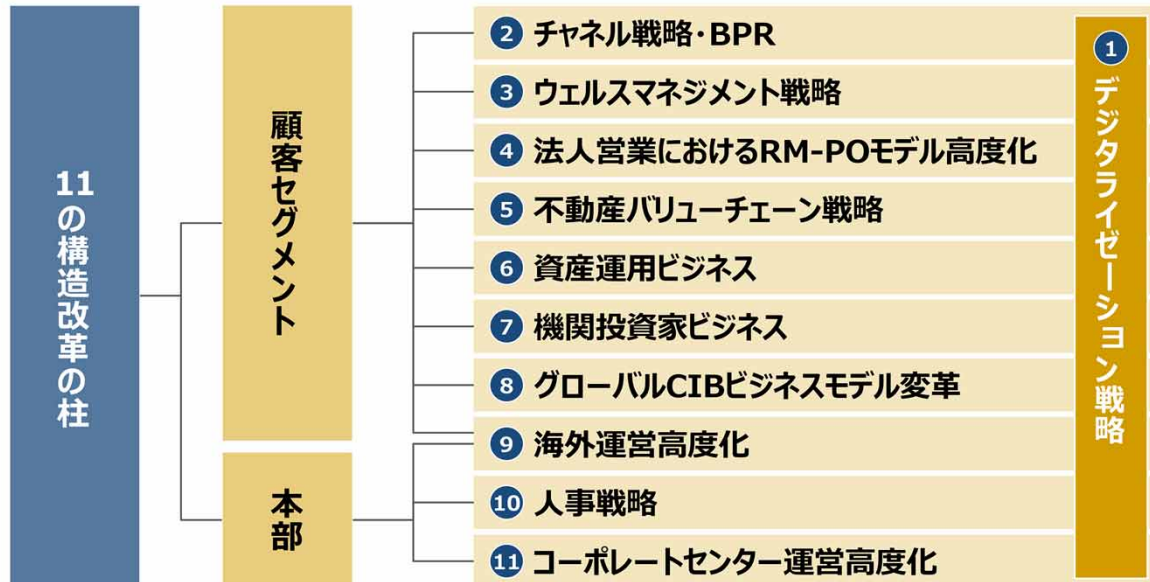 11の構造改革の柱
顧客セグメント
本部
① デジタライゼーション戦略
② チャネル戦略・BPR
③ ウェルスマネジメント戦略
④ 法人営業におけるRM-POモデル高度化
⑤ 不動産バリューチェーン戦略
⑥ 資産運用ビジネス
⑦ 機関投資家ビジネス
⑧ グローバルCIBビジネスモデル変革
⑨ 海外運営高度化
⑩ 人事戦略
⑪ コーポレートセンター運営高度化